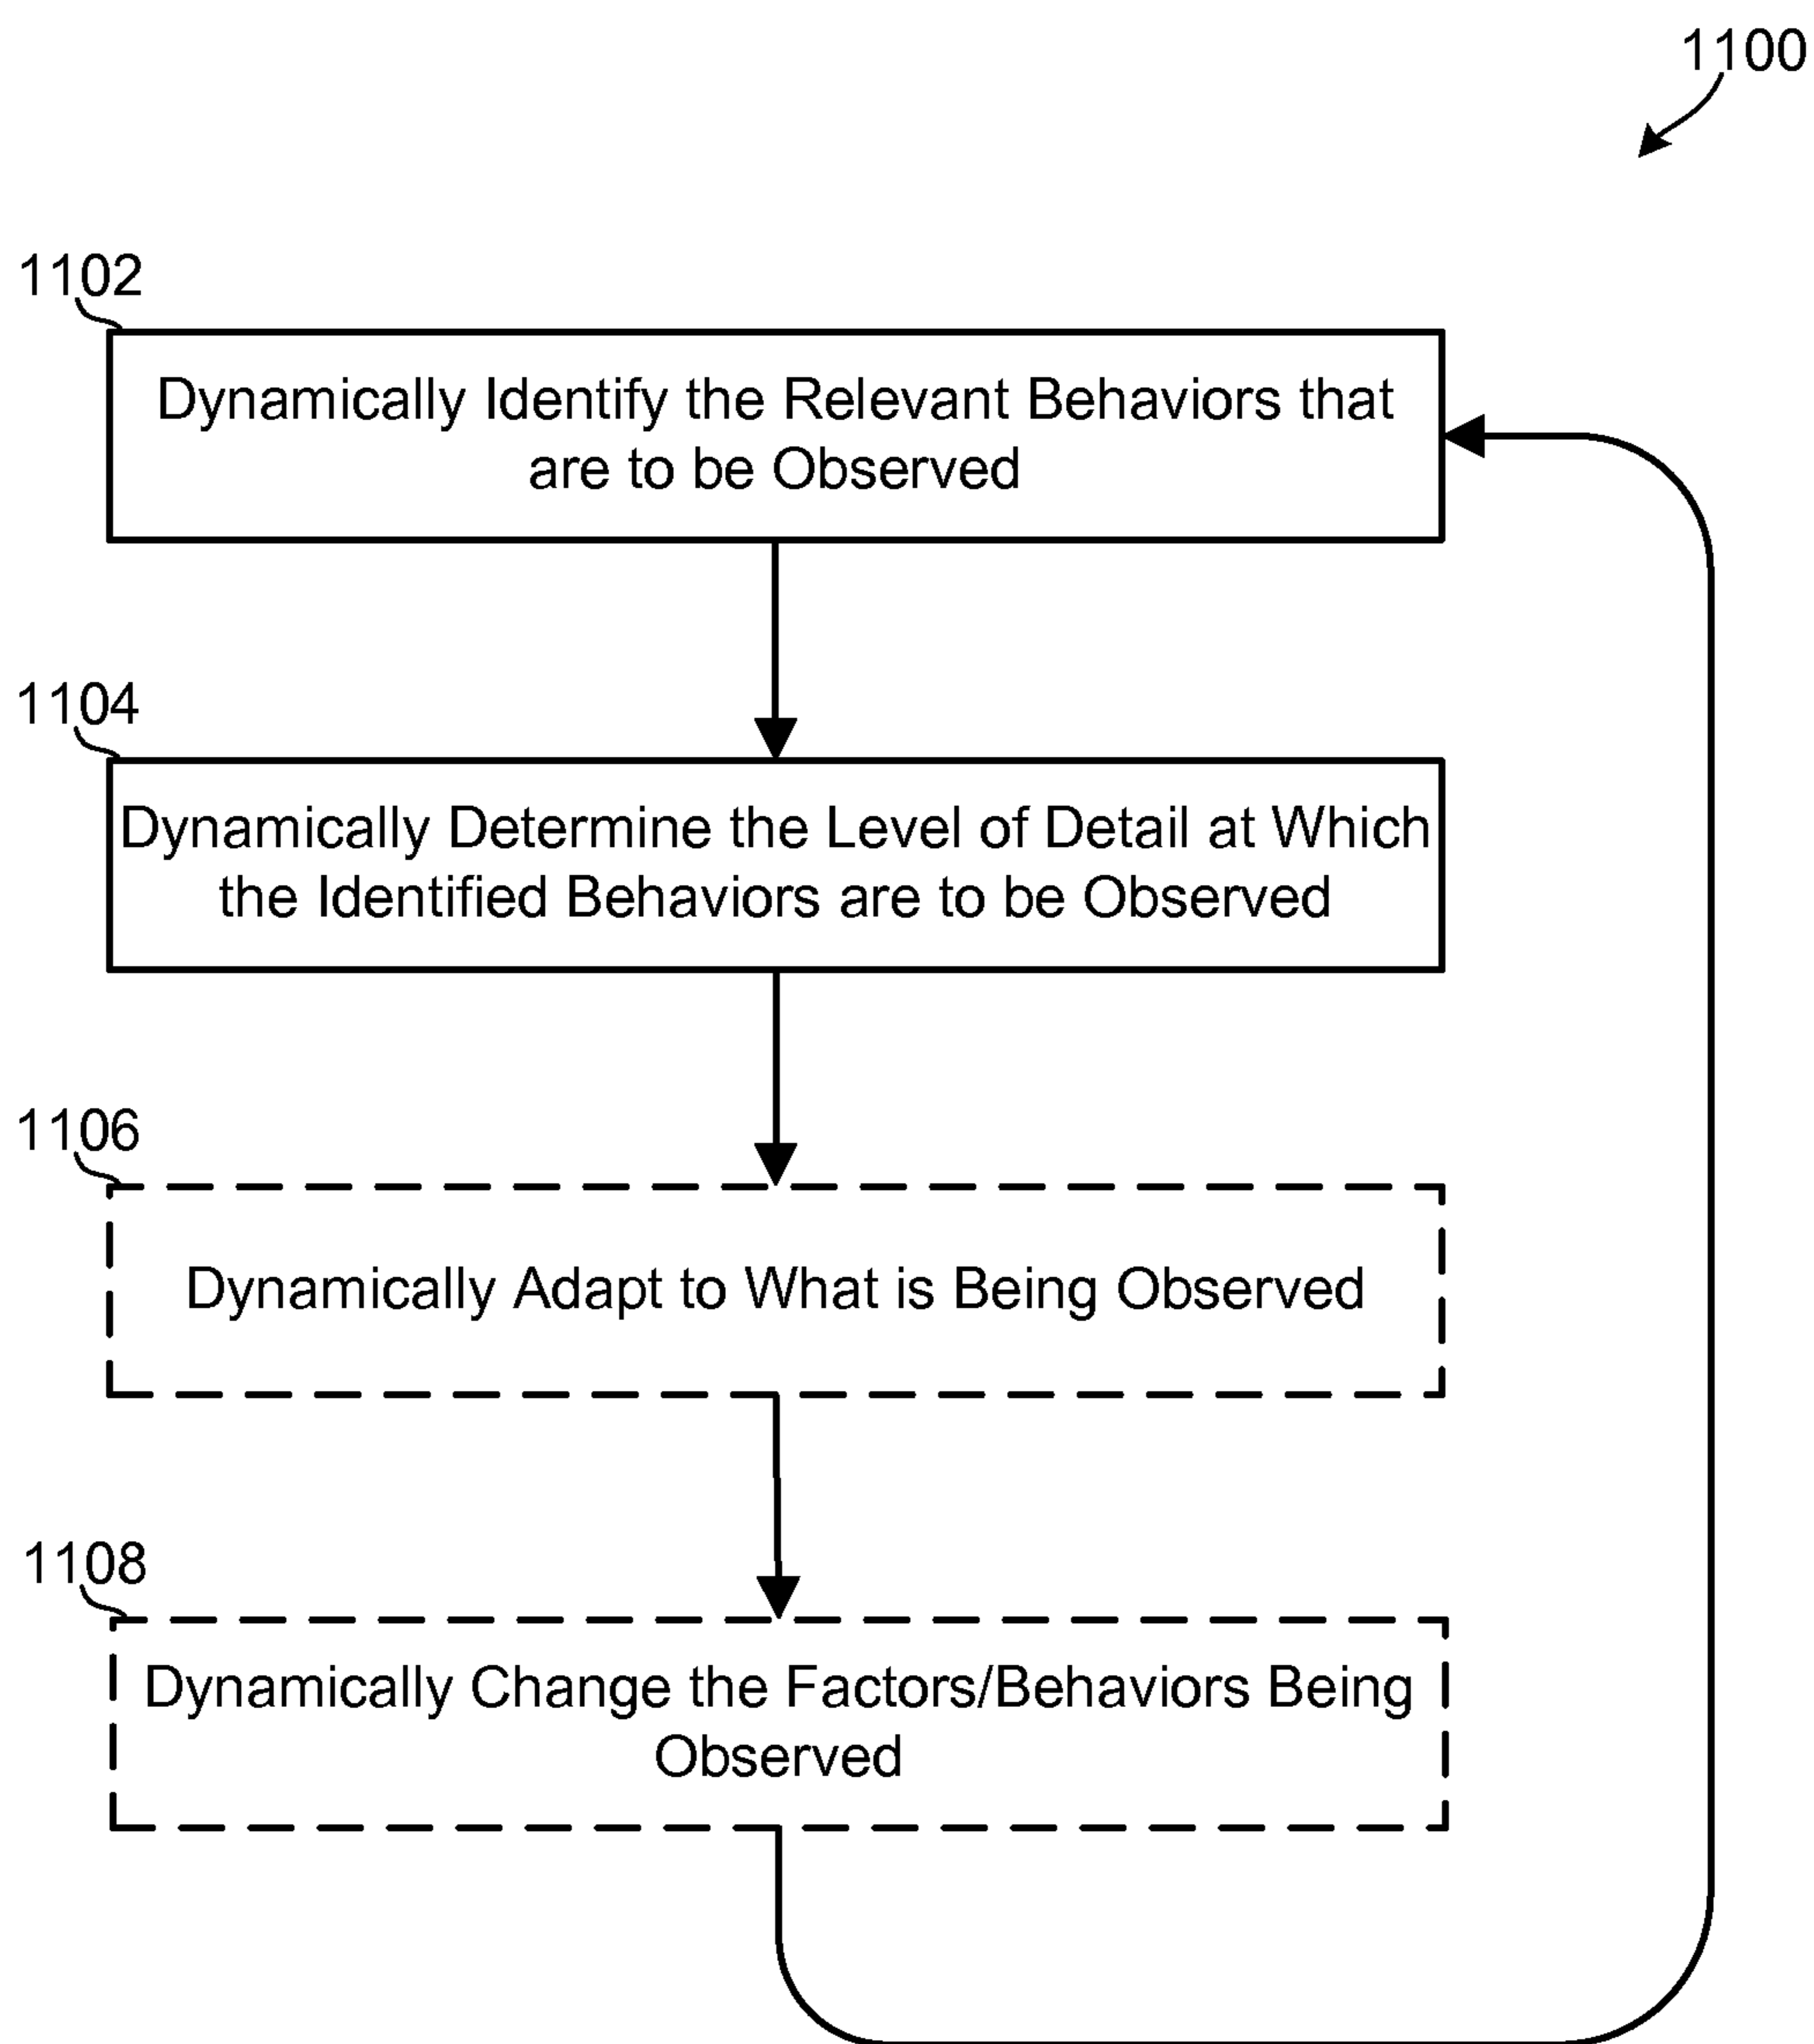 1100
1102
Dynamically Identify the Relevant Behaviors that
are to be Observed
1104
Dynamically Determine the Level of Detail at Which
the Identified Behaviors are to be Observed
1106
Dynamically Adapt to What is Being Observed
1108
Dynamically Change the Factors/Behaviors Being
Observed